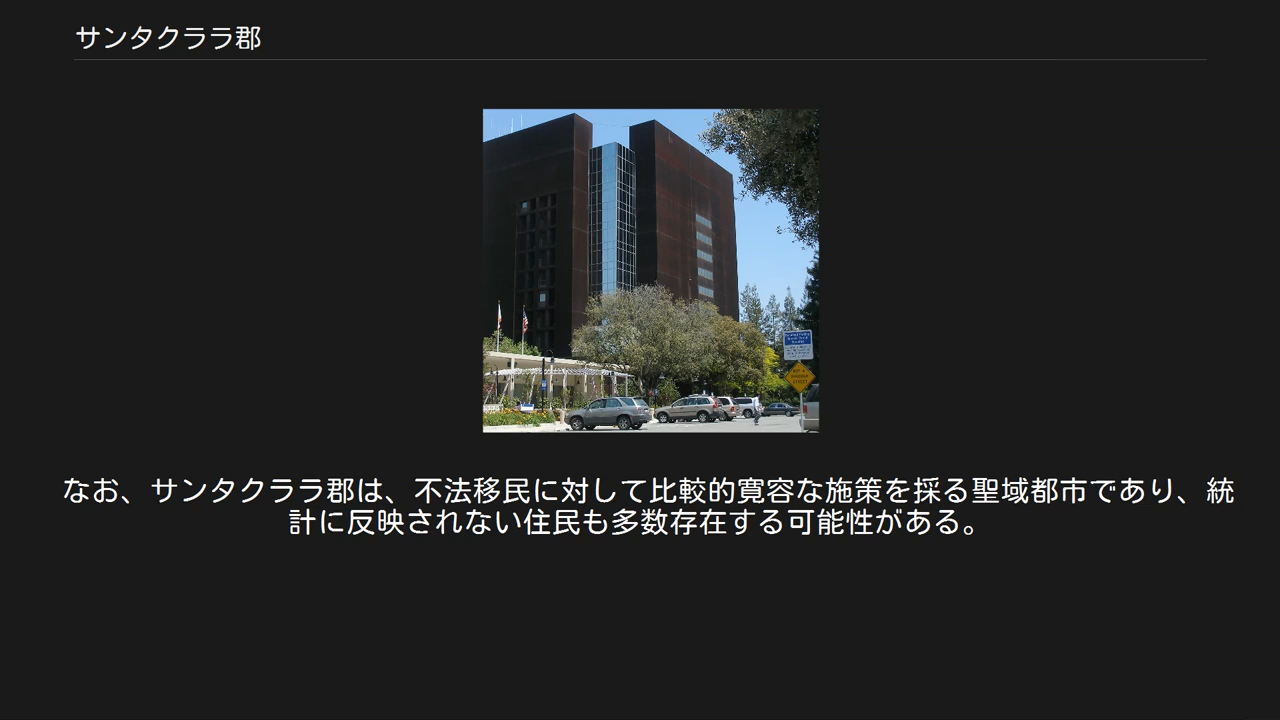 サンタクララ郡
なお、サンタクララ郡は、不法移民に対して比較的寛容な施策を採る聖域都市であり、統
計に反映されない住民も多数存在する可能性がある。